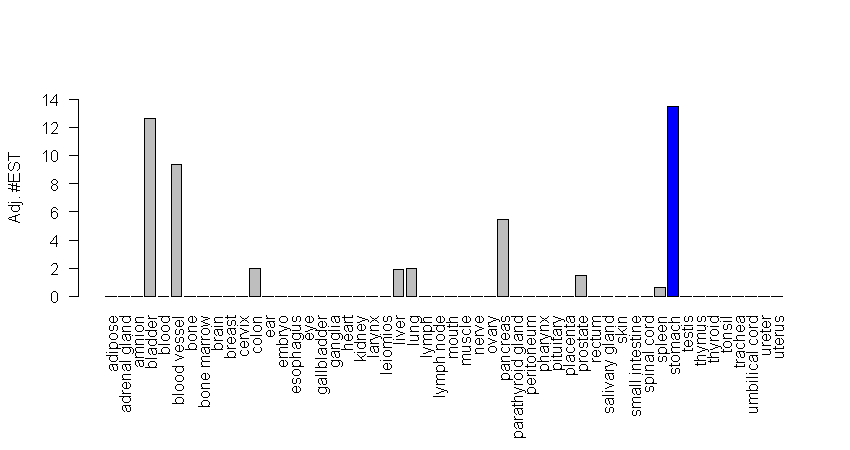 Adj. #EST
14
12
10
8
6
4
2
0
adipose
adrenal gland
amnion
bladder
blood
blood vessel
bone
bone marrow
brain
breast
cervix
colon
ear
embryo
esophagus
eye
gallbladder
ganglia
heart
kidney
larynx
leiomios
liver
lung
lymph
lymph node
mouth
muscle
nerve
ovary
pancreas
parathyroid gland
peritoneum
pharynx
pituitary
placenta
prostate
rectum
salivary gland
skin
small intestine
spinal cord
spleen
stomach
testis
thymus
thyroid
tonsil
trachea
umbilical cord
ureter
uterus